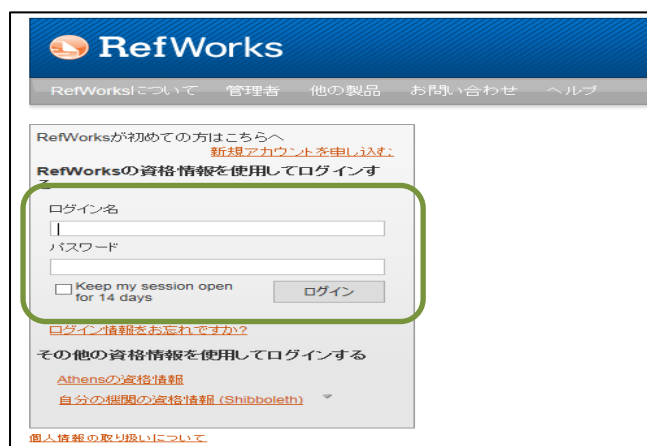 RefWorks
RefWorksについて 管理者 他の製品 お問い合わせ ヘルプ
RefWorksが初めての方はこちらへ
新規アカウントを申し込む
RefWorksの資格情報を使用してログインす
る
ログイン名
パスワード
Keep my session open
for 14 days
ログイン
ログイン情報をお忘れですか?
その他の資格情報を使用してログインする
Athensの資格情報
自分の機関の資格情報 (Shibboleth)
個人情報の取り扱いについて